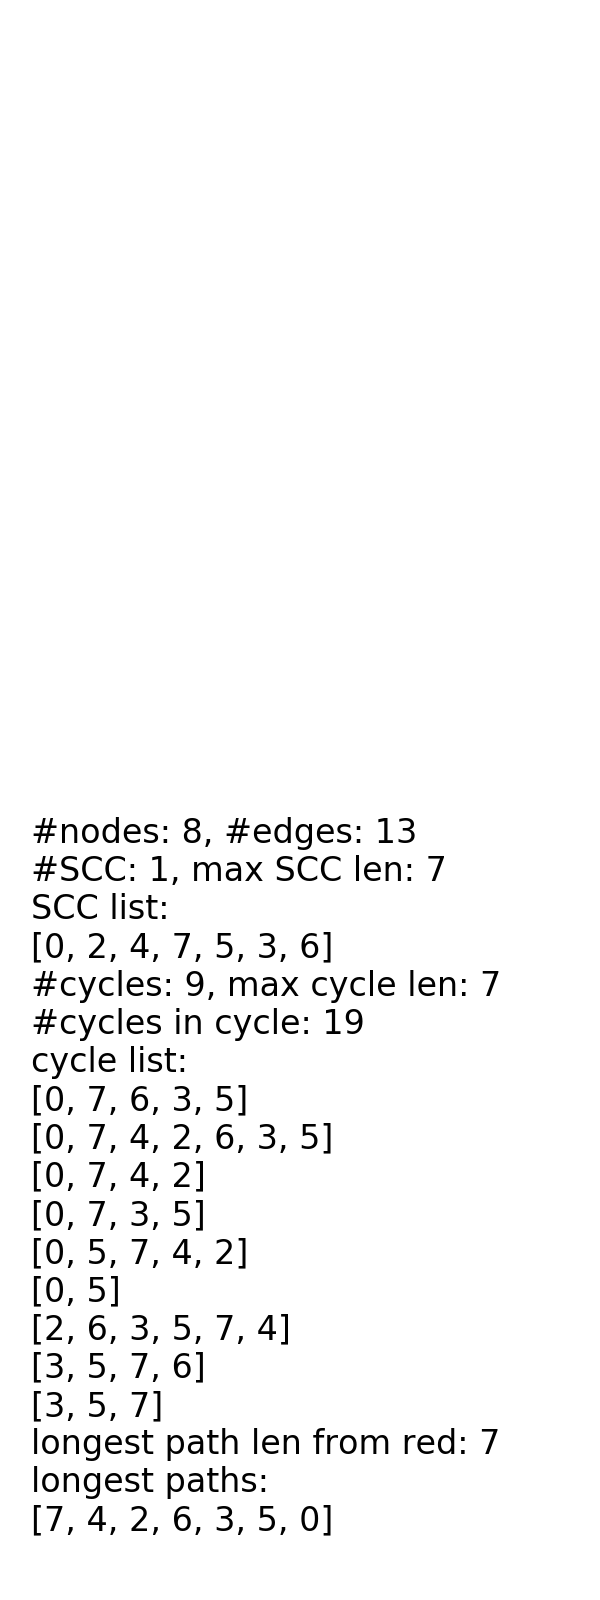 #nodes: 8, #edges: 13
#SCC: 1, max SCC len: 7
SCC list:
[0, 2, 4, 7, 5, 3, 6]
#cycles: 9, max cycle len: 7
#cycles in cycle: 19
cycle list:
[0, 7, 6, 3, 5]
[0, 7, 4, 2, 6, 3, 5]
[0, 7, 4, 2]
[0, 7, 3, 5]
[0, 5, 7, 4, 2]
[0, 5]
[2, 6, 3, 5, 7, 4]
[3, 5, 7, 6]
[3, 5, 7]
longest path len from red: 7
longest paths:
[7, 4, 2, 6, 3, 5, 0]